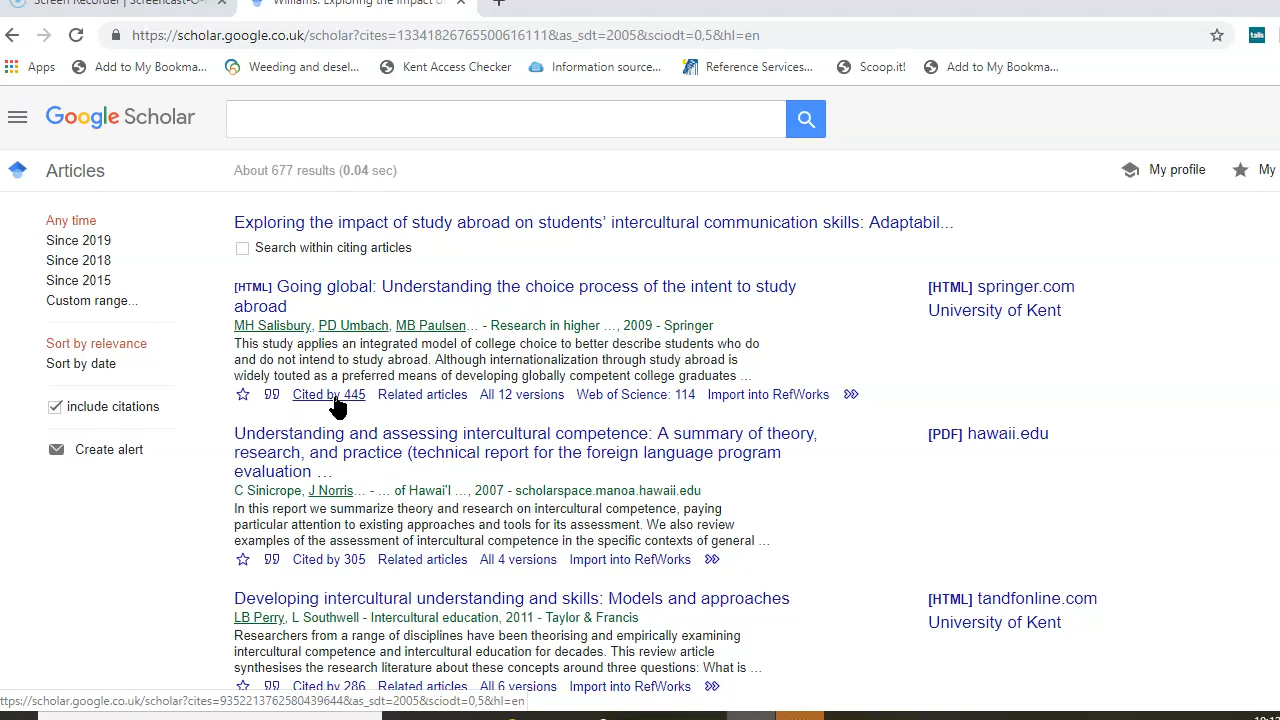 Screen Recorder | Screencast-O-
Williams: Exploring the impact o
https://scholar.google.co.uk/scholar?cites=13341826765500616111&as_sdt=2005&sciodt=0,5&hl=en
talis
Apps Add to My Bookma... Weeding and desel... Kent Access Checker Information source... Reference Services... Scoop.it! Add to My Bookma...
Google Scholar
Articles
About 677 results (0.04 sec)
My profile
My
Any time
Since 2019
Since 2018
Since 2015
Custom range...
Sort by relevance
Sort by date
include citations
Create alert
Exploring the impact of study abroad on students' intercultural communication skills: Adaptabil...
Search within citing articles
[HTML] Going global: Understanding the choice process of the intent to study
abroad
MH Salisbury, PD Umbach, MB Paulsen... - Research in higher ..., 2009 - Springer
This study applies an integrated model of college choice to better describe students who do
and do not intend to study abroad. Although internationalization through study abroad is
widely touted as a preferred means of developing globally competent college graduates ...
Cited by 445 Related articles All 12 versions Web of Science: 114 Import into RefWorks
[HTML] springer.com
University of Kent
Understanding and assessing intercultural competence: A summary of theory,
research, and practice (technical report for the foreign language program
evaluation ...
C Sinicrope, J Norris... - ... of Hawai'I ..., 2007 - scholarspace.manoa.hawaii.edu
In this report we summarize theory and research on intercultural competence, paying
particular attention to existing approaches and tools for its assessment. We also review
examples of the assessment of intercultural competence in the specific contexts of general ...
Cited by 305 Related articles All 4 versions Import into RefWorks
[PDF] hawaii.edu
Developing intercultural understanding and skills: Models and approaches
LB Perry, L Southwell - Intercultural education, 2011 - Taylor & Francis
Researchers from a range of disciplines have been theorising and empirically examining
intercultural competence and intercultural education for decades. This review article
synthesises the research literature about these concepts around three questions: What is ...
Cited by 286 Related articles All 6 versions Import into RefWorks
[HTML] tandfonline.com
University of Kent
ttps://scholar.google.co.uk/scholar?cites=9352213762580439644&as_sdt=2005&sciodt=0,5&hl=en